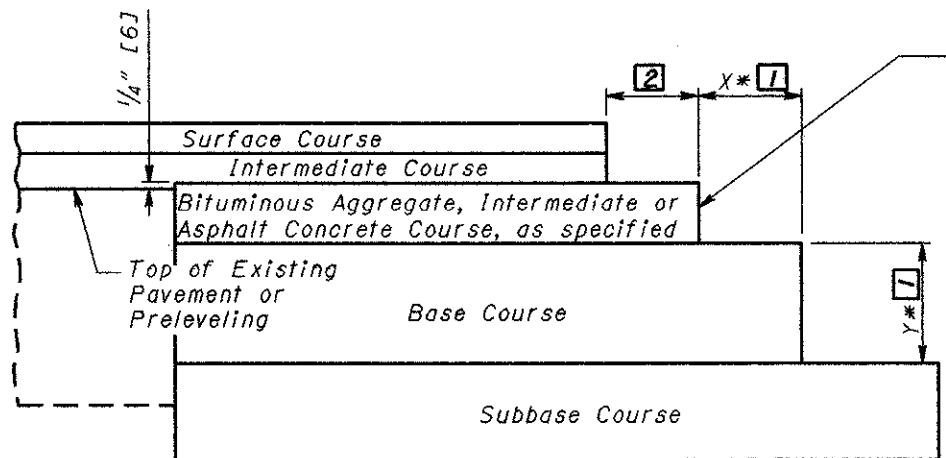 1/4" [6]
2
X* 1
Surface Course
Intermediate Course
Bituminous Aggregate, Intermediate or
Asphalt Concrete Course, as specified
Top of Existing
Pavement or
Preleveling
Base Course
Y* 1
Subbase Course